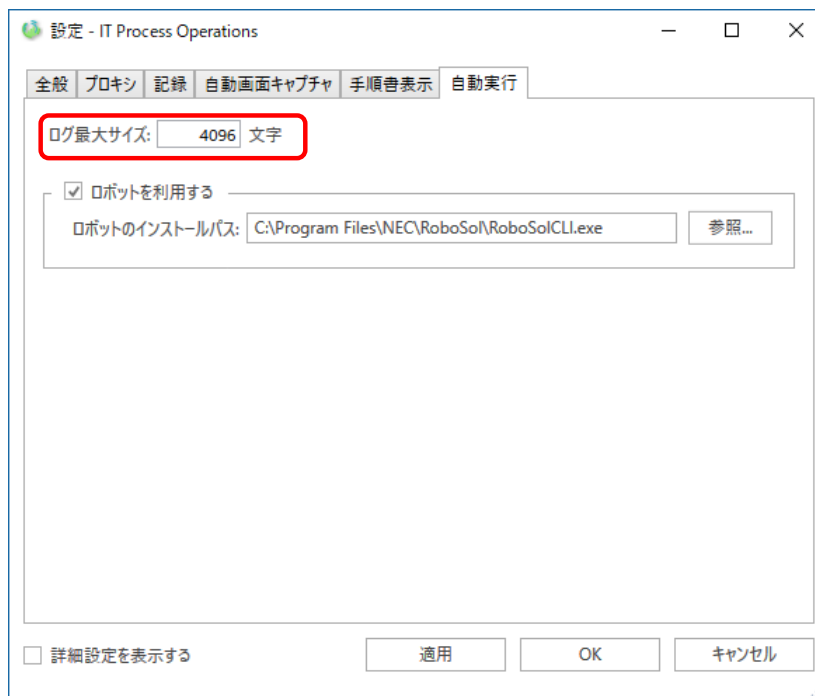 設定 - IT Process Operations
全般 プロキシ 記録 自動画面キャプチャ 手順書表示 自動実行
ログ最大サイズ: 4096 文字
ロボットを利用する
ロボットのインストールパス: C:\Program Files\NEC\RoboSol\RoboSolCLI.exe 参照...
詳細設定を表示する 適用 OK キャンセル